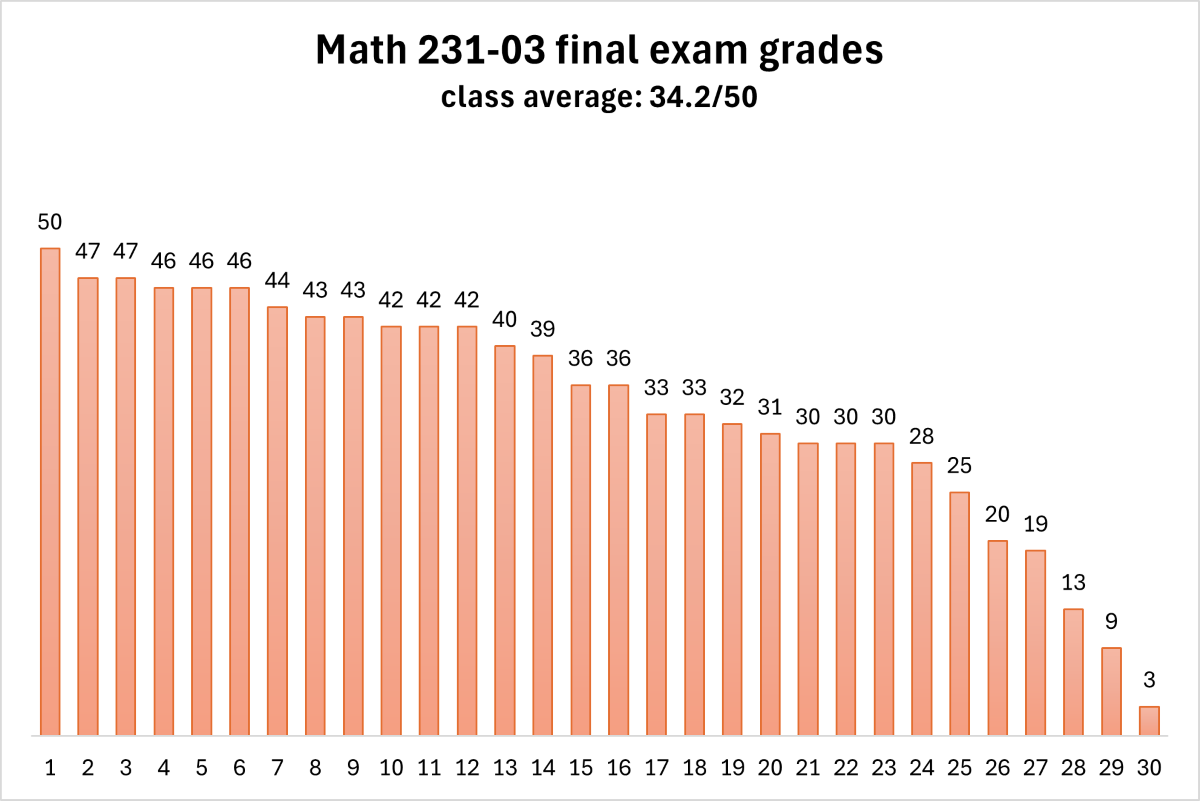 Math 231-03 final exam grades
class average: 34.2/50
50 47 47 46 46 46 44 43 43 42 42 42 40 39 36 36 33 33 32 31 30 30 30 28 25 20 19 13 9 3
1 2 3 4 5 6 7 8 9 10 11 12 13 14 15 16 17 18 19 20 21 22 23 24 25 26 27 28 29 30